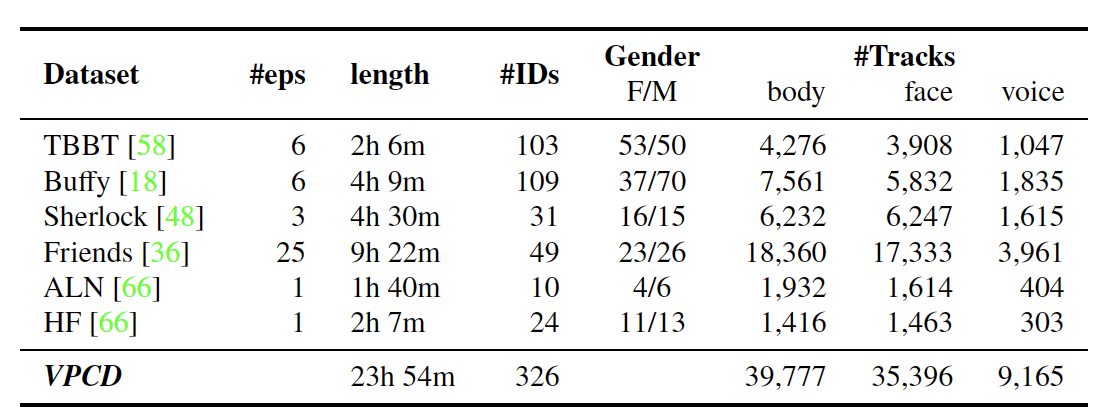 Dataset #eps length #IDs Gender #Tracks
F/M body face voice
TBBT [58] 6 2h 6m 103 53/50 4,276 3,908 1,047
Buffy [18] 6 4h 9m 109 37/70 7,561 5,832 1,835
Sherlock [48] 3 4h 30m 31 16/15 6,232 6,247 1,615
Friends [36] 25 9h 22m 49 23/26 18,360 17,333 3,961
ALN [66] 1 1h 40m 10 4/6 1,932 1,614 404
HF [66] 1 2h 7m 24 11/13 1,416 1,463 303
VPCD 23h 54m 326 39,777 35,396 9,165